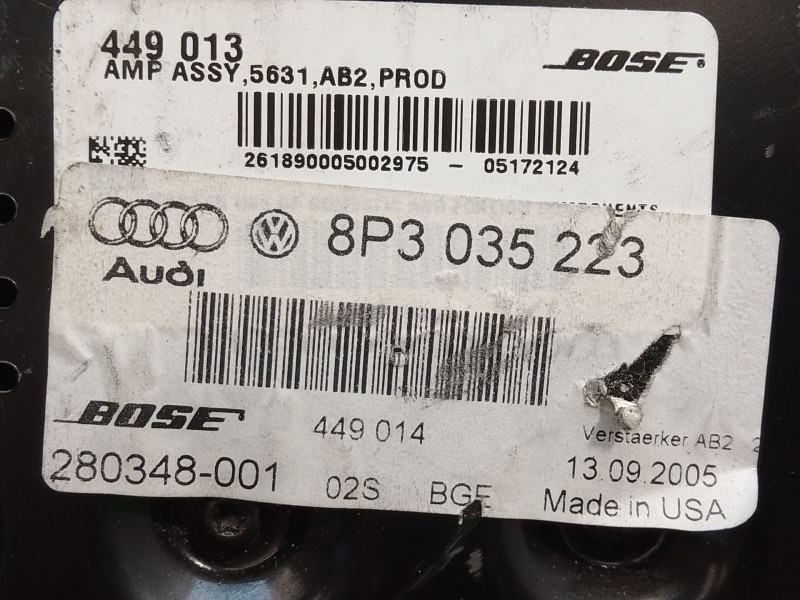 449 013
AMP ASSY,5631,AB2,PROD
BOSE
261890005002975 - 05172124
Audi
8P3 035 223
BOSE
449 014
Verstaerker AB2
280348-001
02S
BGE
13.09.2005
Made in USA